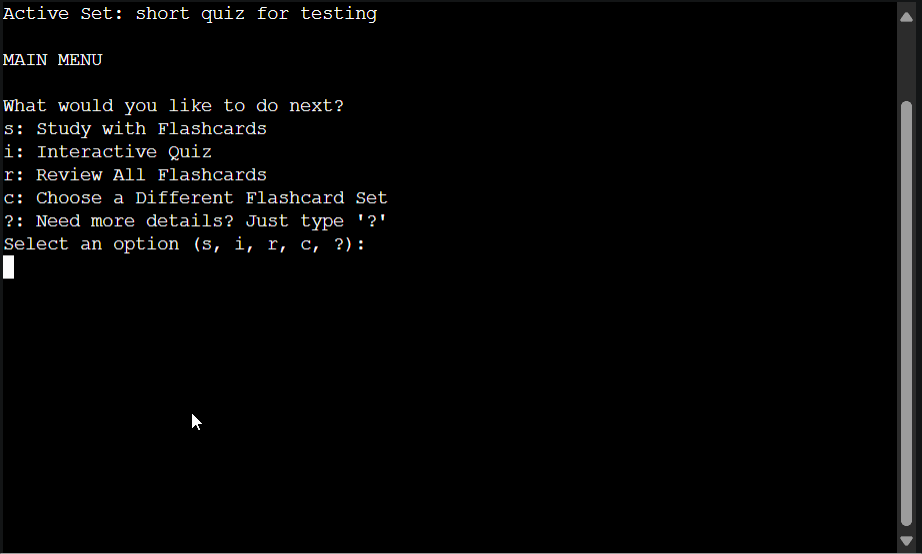 Active Set: short quiz for testing
MAIN MENU
What would you like to do next?
s: Study with Flashcards
i: Interactive Quiz
r: Review All Flashcards
c: Choose a Different Flashcard Set
?: Need more details? Just type '?'
Select an option (s, i, r, c, ?):